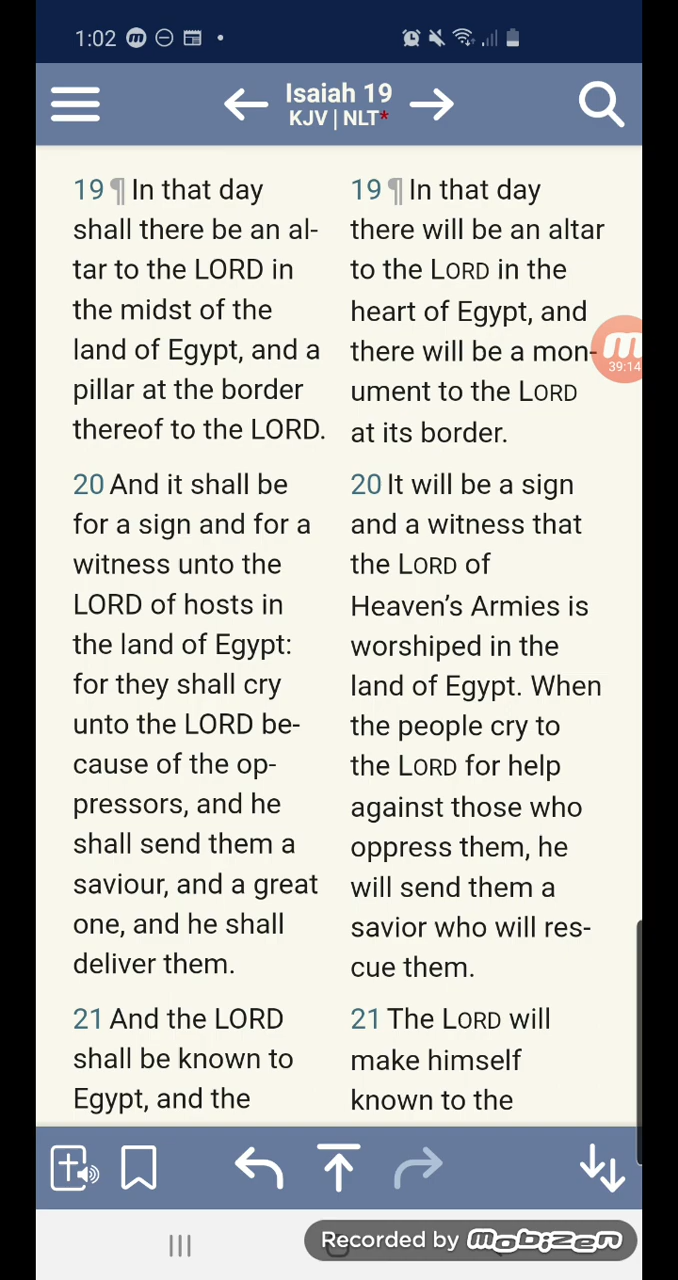 1:02
Isaiah 19
KJV | NLT*
19 ¶ In that day
shall there be an al-
tar to the LORD in
the midst of the
land of Egypt, and a
pillar at the border
thereof to the LORD.
20 And it shall be
for a sign and for a
witness unto the
LORD of hosts in
the land of Egypt:
for they shall cry
unto the LORD be-
cause of the op-
pressors, and he
shall send them a
saviour, and a great
one, and he shall
deliver them.
21 And the LORD
shall be known to
Egypt, and the
19 ¶ In that day
there will be an altar
to the LORD in the
heart of Egypt, and
there will be a mon-
ument to the LORD
at its border.
20 It will be a sign
and a witness that
the LORD of
Heaven’s Armies is
worshiped in the
land of Egypt. When
the people cry to
the LORD for help
against those who
oppress them, he
will send them a
savior who will res-
cue them.
21 The LORD will
make himself
known to the
39:14
Recorded by mobizen